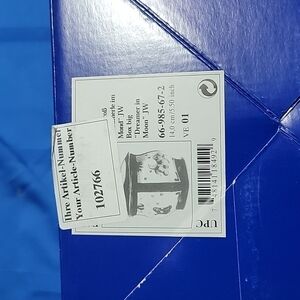 Ihre Artikel-Nummer
Your Article-Number
102766
Mond" JW
Box big
"Dreamer in
Moon" JW
66-985-67-2
14,0 cm/5.50 inch
VE 01
UPC